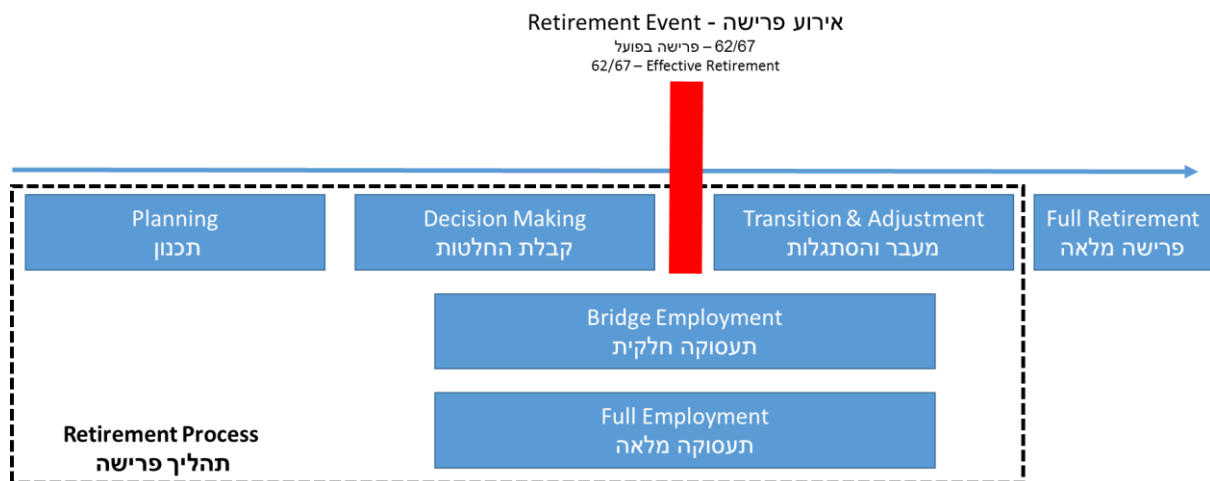 Retirement Event - אירוע פרישה
62/67 – פרישה בפועל
62/67 – Effective Retirement
Planning
תכנון
Decision Making
קבלת החלטות
Transition & Adjustment
מעבר והסתגלות
Full Retirement
פרישה מלאה
Bridge Employment
תעסוקה חלקית
Full Employment
תעסוקה מלאה
Retirement Process
תהליך פרישה